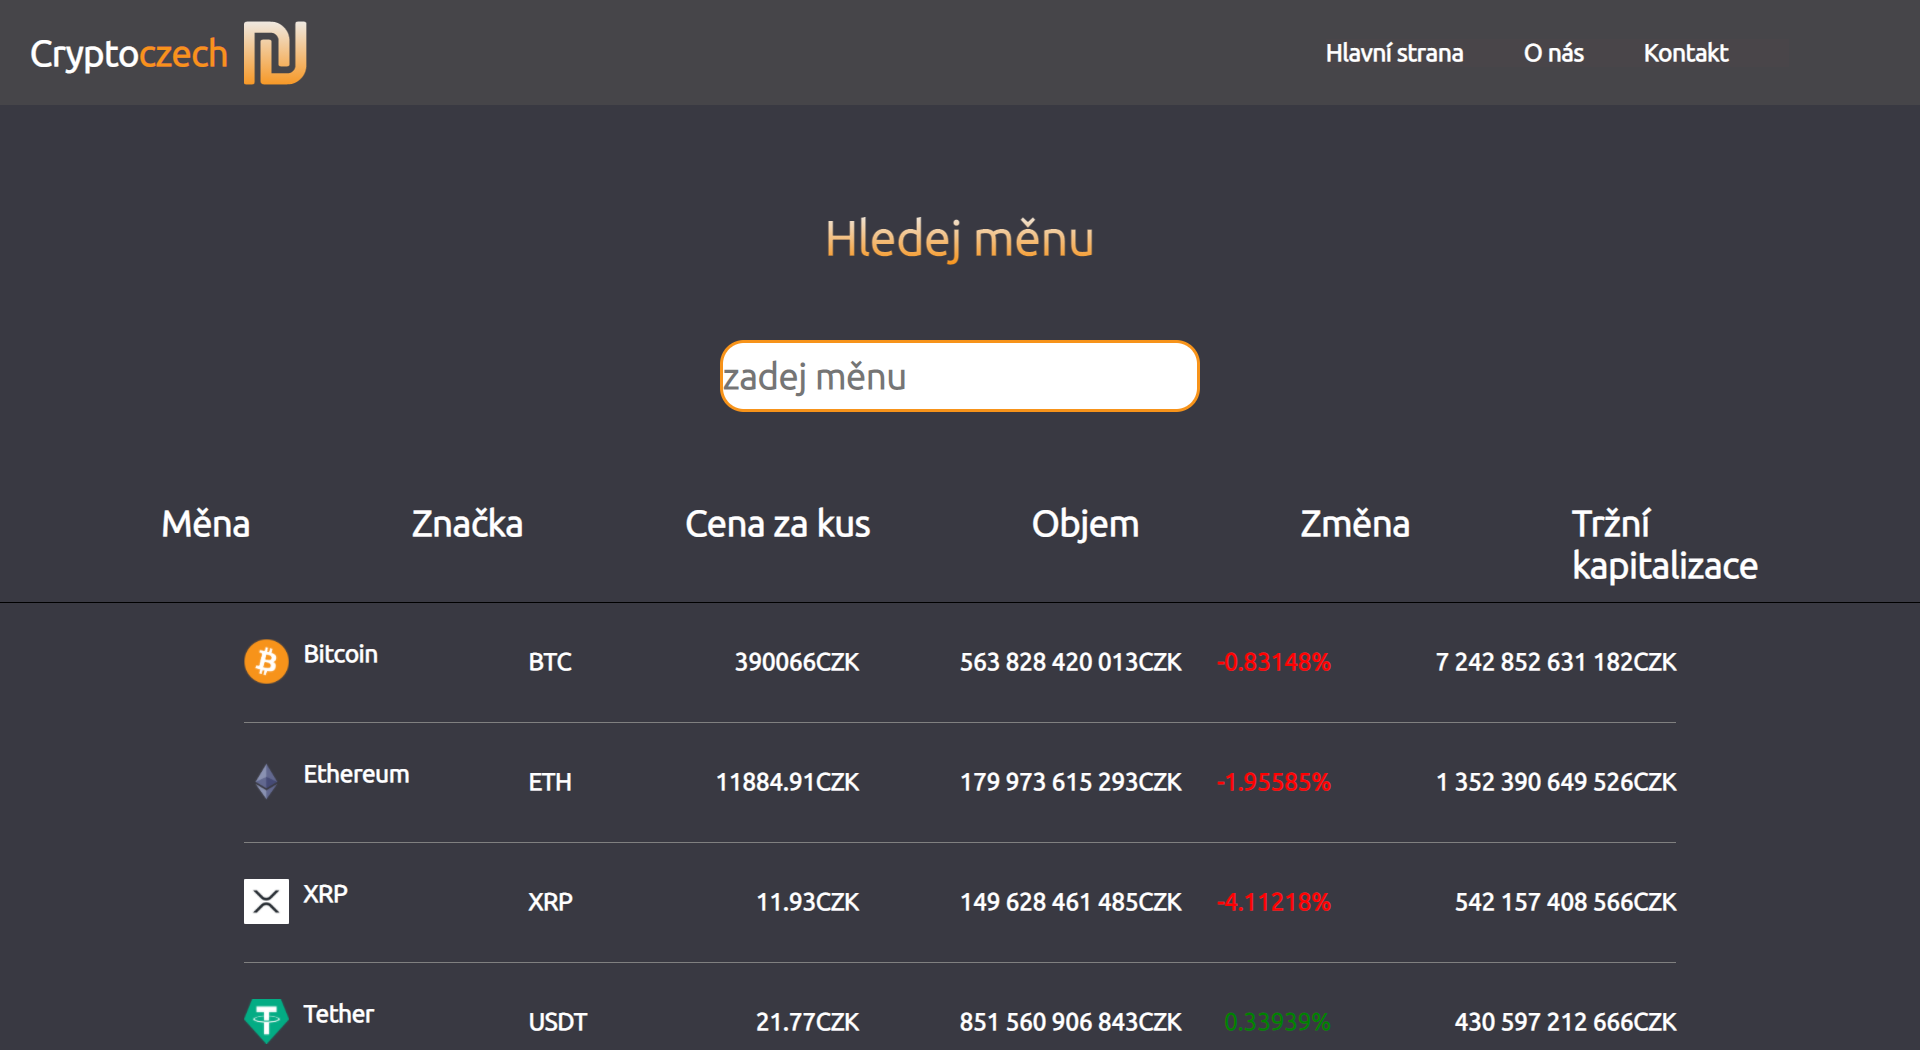 Cryptoczech
Hlavní strana O nás Kontakt
Hledej měnu
zadej měnu
Měna Značka Cena za kus Objem Změna Tržní
kapitalizace
Bitcoin BTC 390066CZK 563 828 420 013CZK -0.83148% 7 242 852 631 182CZK
Ethereum ETH 11884.91CZK 179 973 615 293CZK -1.95585% 1 352 390 649 526CZK
XRP XRP 11.93CZK 149 628 461 485CZK -4.11218% 542 157 408 566CZK
Tether USDT 21.77CZK 851 560 906 843CZK 0.33939% 430 597 212 666CZK